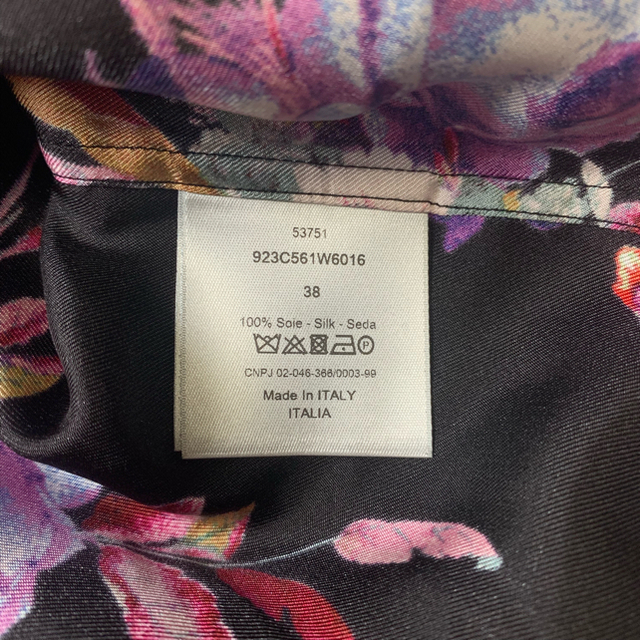 53751
923C561W6016
38
100% Soie - Silk - Seda
P
CNPJ 02-046-366/0003-99
Made In ITALY
ITALIA